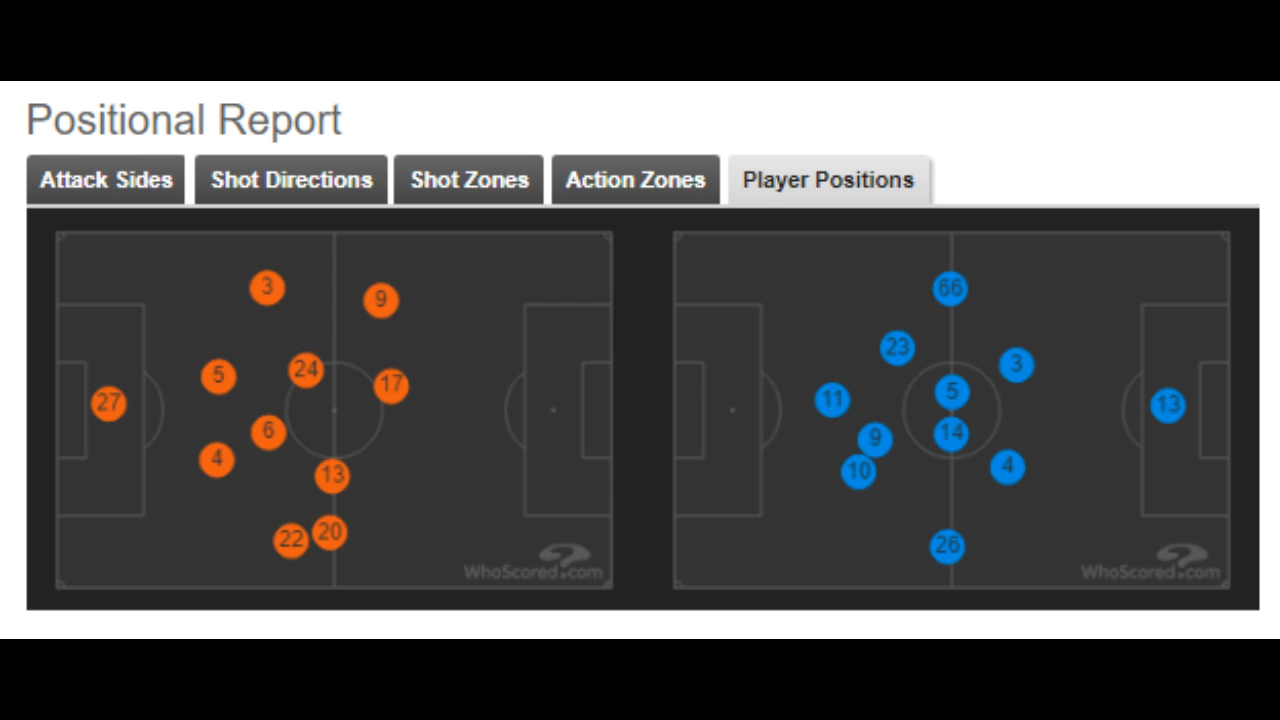 Positional Report
Attack Sides Shot Directions Shot Zones Action Zones Player Positions
3 9
5 24 17
27
6
4 13
22 20
WhoScored.com
66
23 3
11 5 13
9 14
10 4
26
WhoScored.com